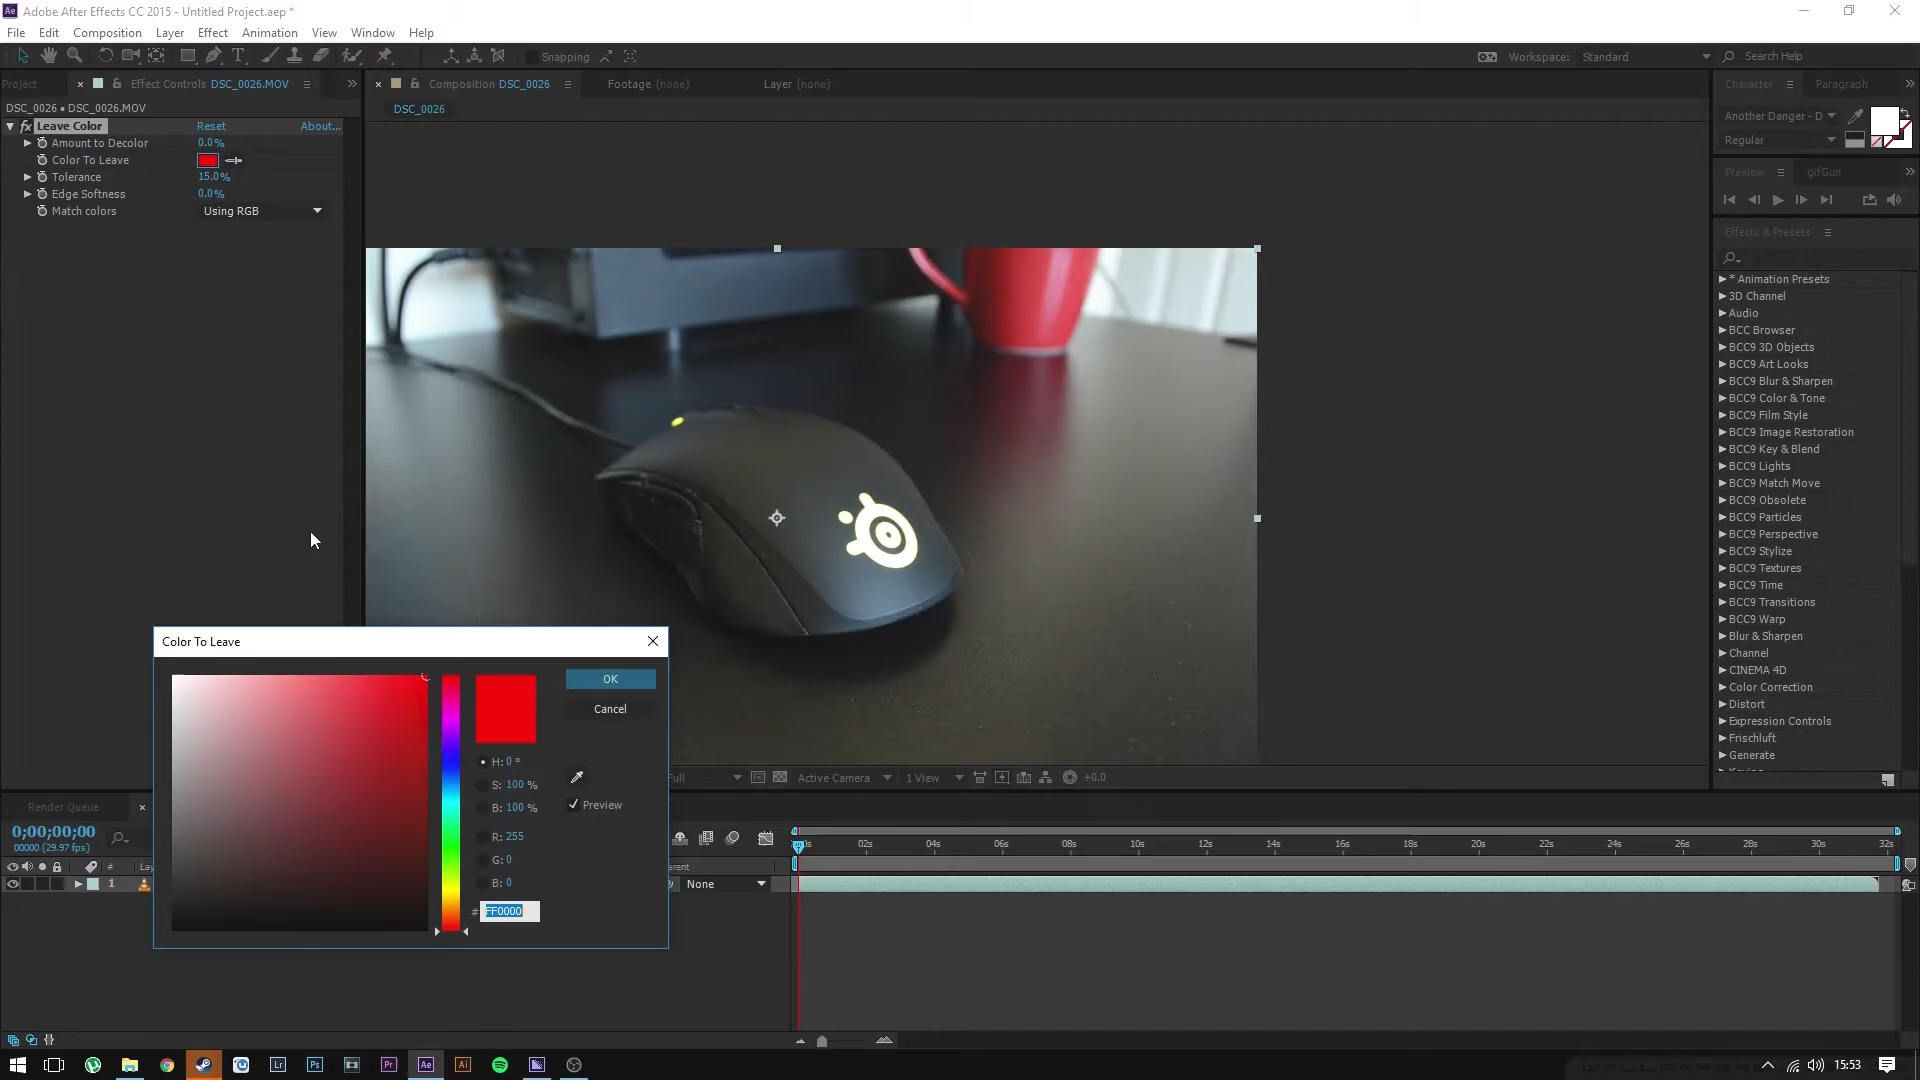 Ae Adobe After Effects CC 2015 - Untitled Project.aep *
File Edit Composition Layer Effect Animation View Window Help
T Snapping Workspace: Standard Search Help
Project × Effect Controls DSC_0026.MOV » × Composition DSC_0026 Footage (none) Layer (none) Character Paragraph »
DSC_0026 • DSC_0026.MOV
DSC_0026
Another Danger - D
Regular
fx Leave Color Reset About...
Amount to Decolor 0.0%
Color To Leave
Tolerance 15.0%
Edge Softness 0.0%
Match colors Using RGB
Preview gifGun »
Effects & Presets
* Animation Presets
3D Channel
Audio
BCC Browser
BCC9 3D Objects
BCC9 Art Looks
BCC9 Blur & Sharpen
BCC9 Color & Tone
BCC9 Film Style
BCC9 Image Restoration
BCC9 Key & Blend
BCC9 Lights
BCC9 Match Move
BCC9 Obsolete
BCC9 Particles
BCC9 Perspective
BCC9 Stylize
BCC9 Textures
BCC9 Time
BCC9 Transitions
BCC9 Warp
Blur & Sharpen
Channel
CINEMA 4D
Color Correction
Distort
Expression Controls
Frischluft
Generate
Color To Leave
OK
Cancel
H: 0 °
S: 100 %
B: 100 %
Preview
R: 255
G: 0
B: 0
# FF0000
Full Active Camera 1 View +0.0
Render Queue ×
0;00;00;00
00000 (29.97 fps)
02s 04s 06s 08s 10s 12s 14s 16s 18s 20s 22s 24s 26s 28s 30s 32s
#
1 None
Lr Ps Pr Ae Ai 15:53